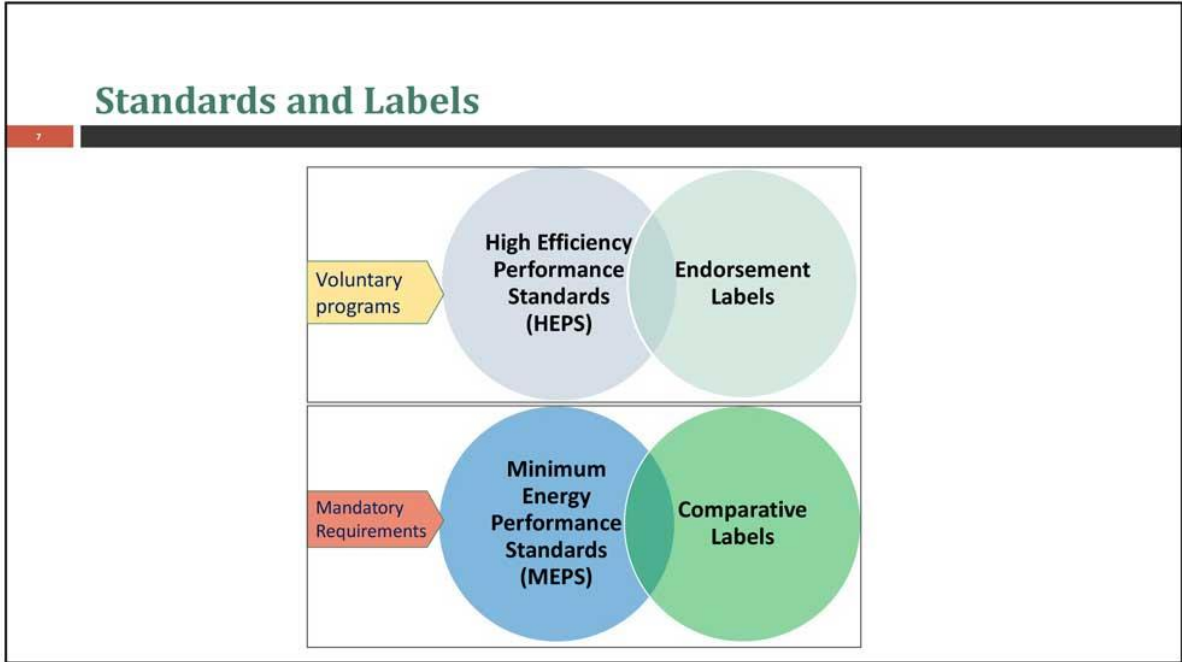 Standards and Labels
7
Voluntary
programs
High Efficiency
Performance
Standards
(HEPS)
Endorsement
Labels
Mandatory
Requirements
Minimum
Energy
Performance
Standards
(MEPS)
Comparative
Labels